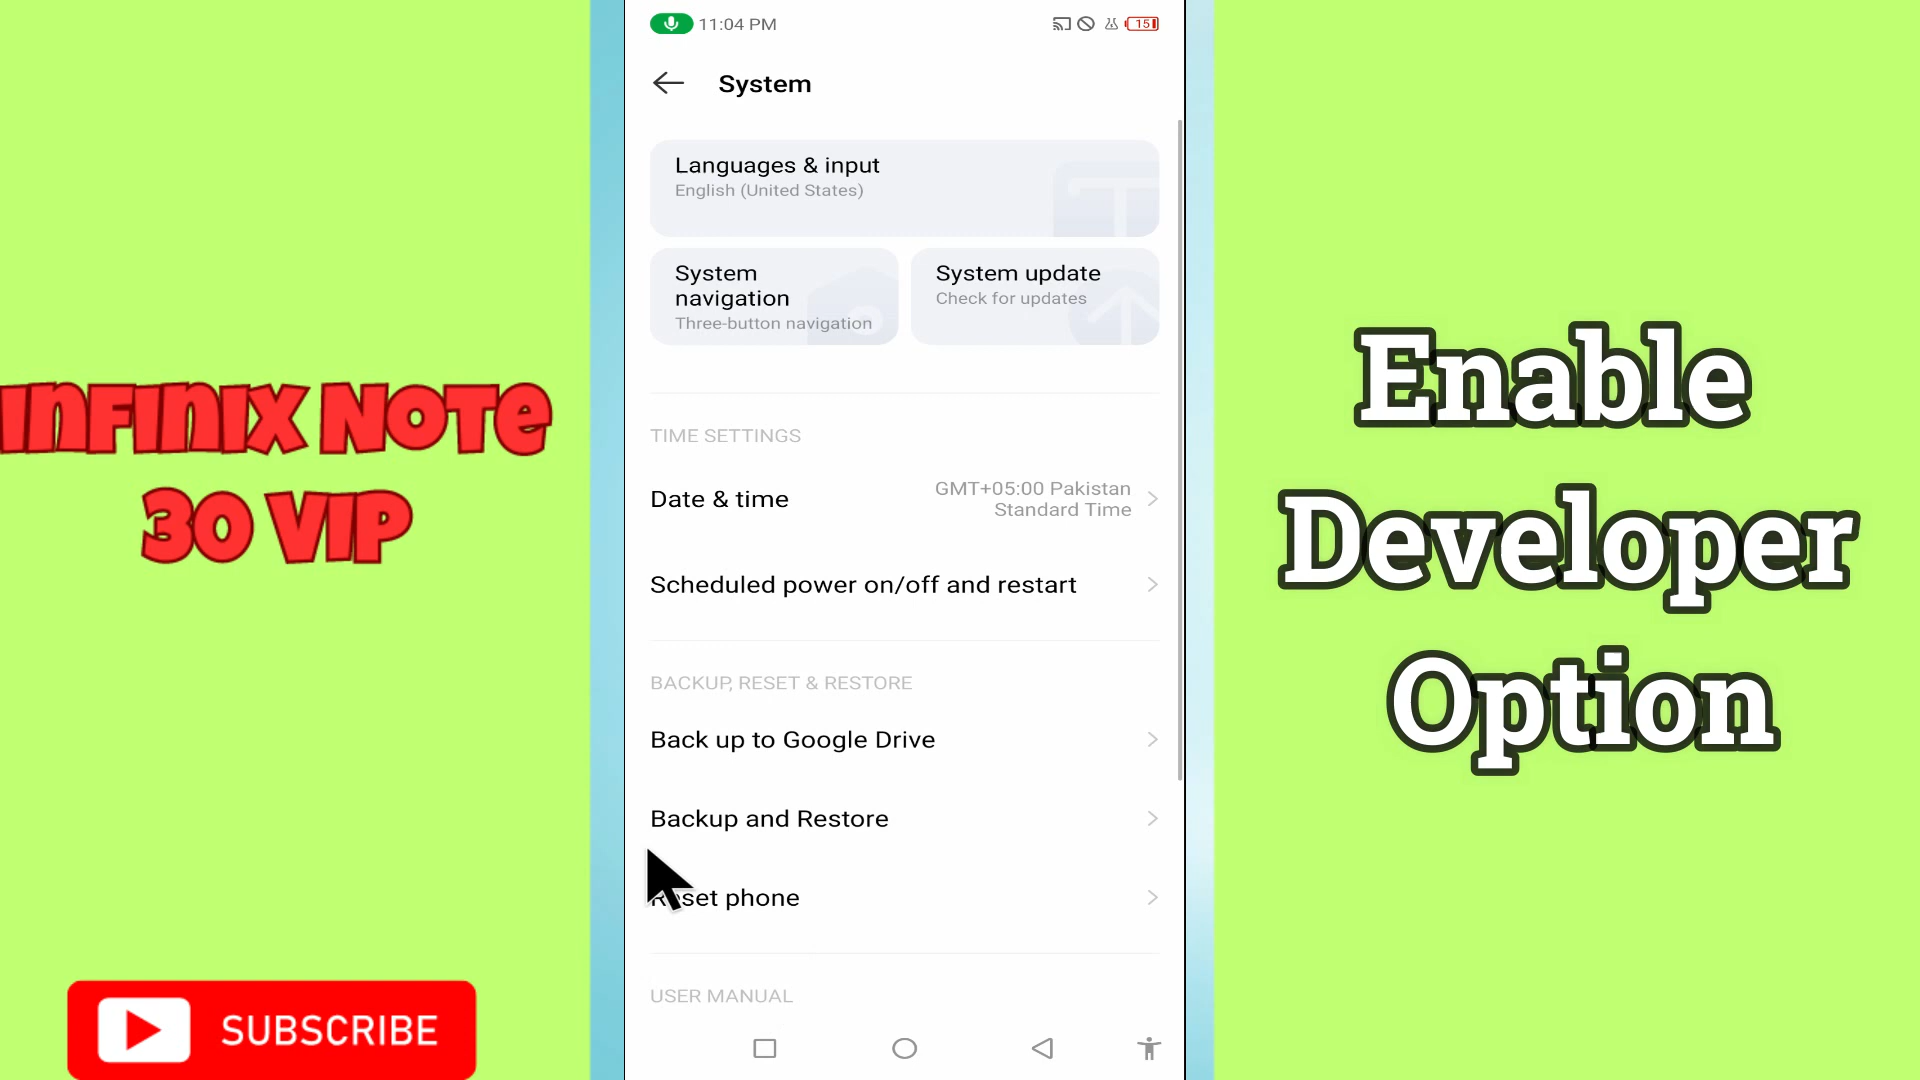 11:04 PM
15
System
Languages & input
English (United States)
System
navigation
Three-button navigation
System update
Check for updates
TIME SETTINGS
Date & time
GMT+05:00 Pakistan
Standard Time
Scheduled power on/off and restart
BACKUP, RESET & RESTORE
Back up to Google Drive
Backup and Restore
Reset phone
USER MANUAL
INFINIX NOTE
30 VIP
SUBSCRIBE
Enable
Developer
Option